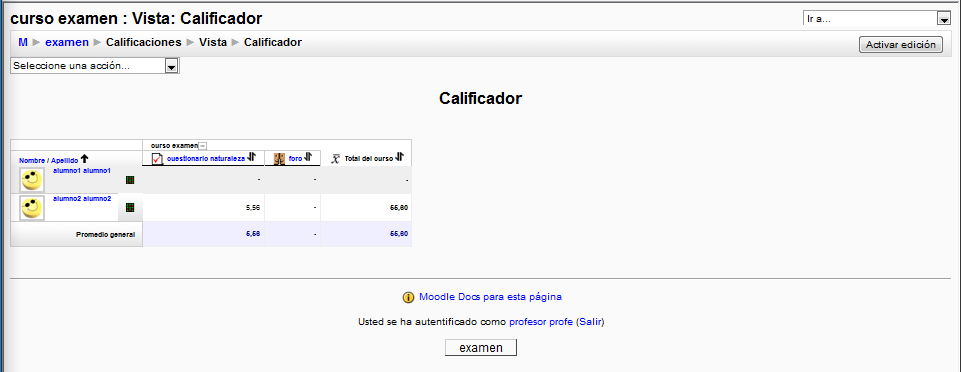 curso examen : Vista: Calificador
Ir a...
M ► examen ► Calificaciones ► Vista ► Calificador
Activar edición
Seleccione una acción...
Calificador
curso examen
Nombre / Apellido
cuestionario naturaleza
foro
x̄ Total del curso
alumno1 alumno1
- - -
alumno2 alumno2
5,56 - 55,60
Promedio general 5,56 - 55,60
Moodle Docs para esta página
Usted se ha autentificado como profesor profe (Salir)
examen